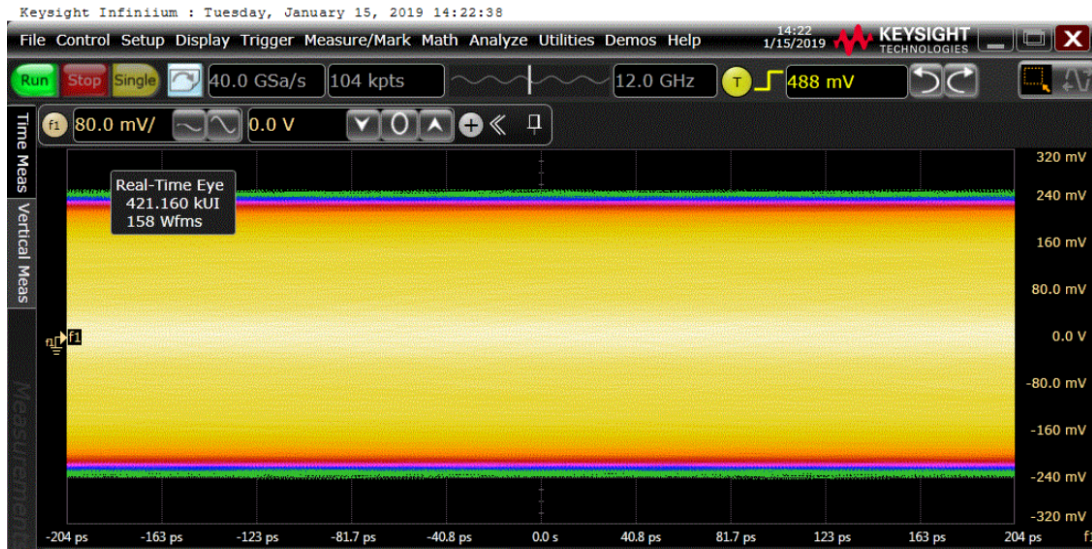 Keysight Infiniium : Tuesday, January 15, 2019 14:22:38
File Control Setup Display Trigger Measure/Mark Math Analyze Utilities Demos Help
14:22
1/15/2019
KEYSIGHT
TECHNOLOGIES
Run Stop Single 40.0 GSa/s 104 kpts 12.0 GHz T 488 mV
f1 80.0 mV/ 0.0 V
Time Meas
Vertical Meas
Measurements
Real-Time Eye
421.160 kUI
158 Wfms
320 mV
240 mV
160 mV
80.0 mV
0.0 V
-80.0 mV
-160 mV
-240 mV
-320 mV
f1
f1
-204 ps -163 ps -123 ps -81.7 ps -40.8 ps 0.0 s 40.8 ps 81.7 ps 123 ps 163 ps 204 ps